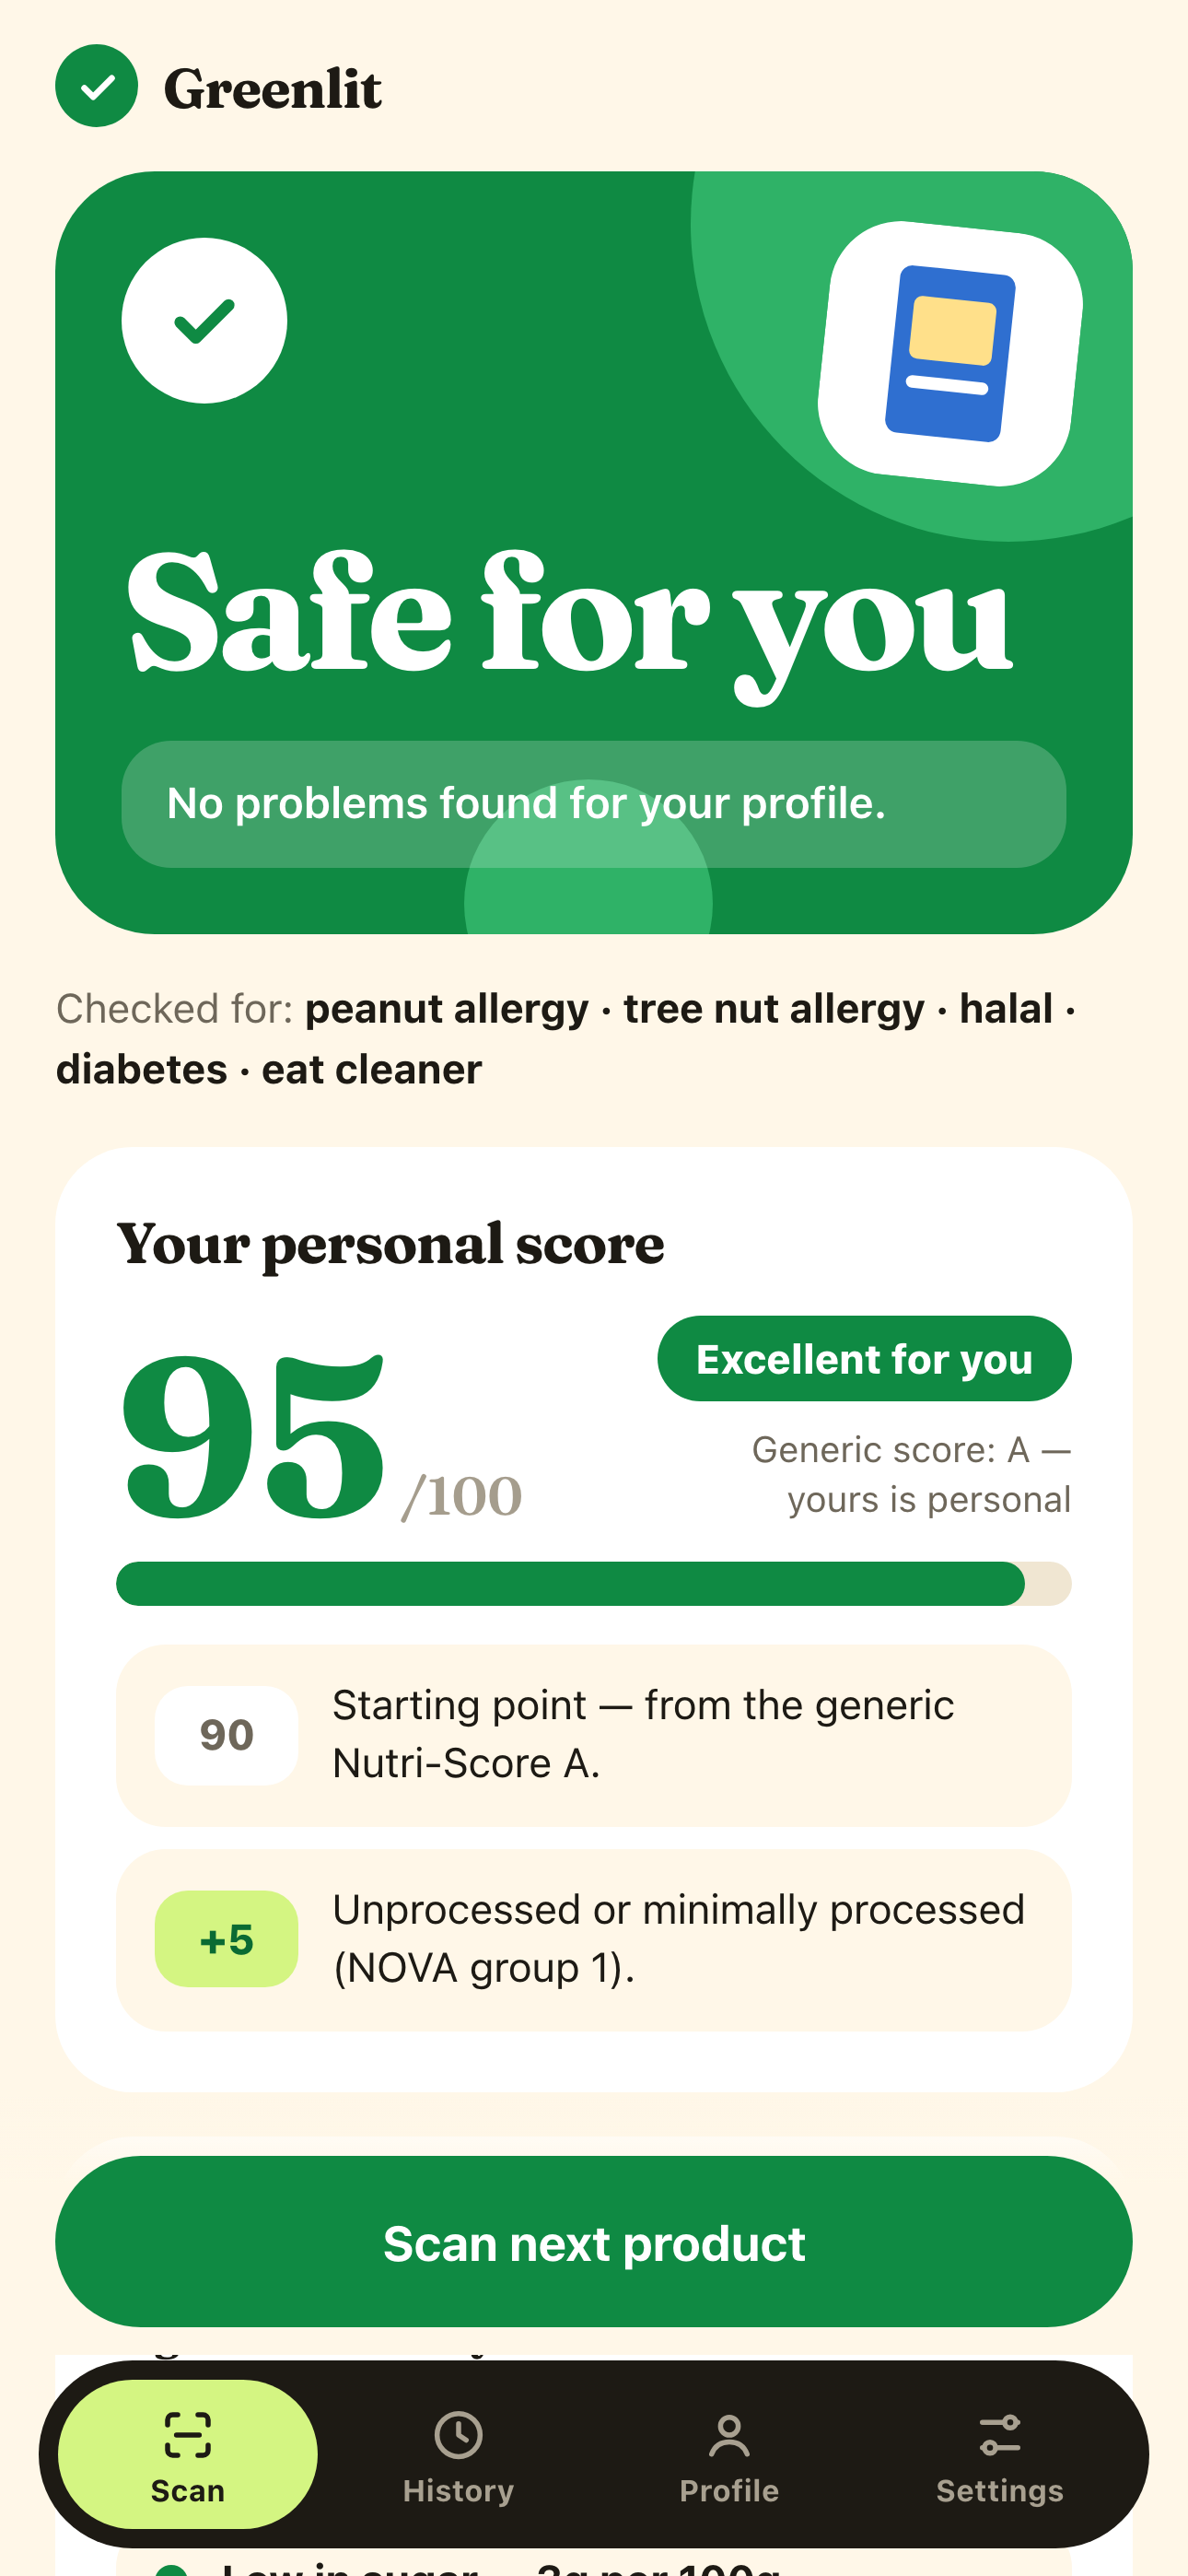 Greenlit
Safe for you
No problems found for your profile.
Checked for: peanut allergy · tree nut allergy · halal ·
diabetes · eat cleaner
Your personal score
95 /100
Excellent for you
Generic score: A —
yours is personal
90
Starting point — from the generic
Nutri-Score A.
+5
Unprocessed or minimally processed
(NOVA group 1).
Scan next product
Scan
History
Profile
Settings